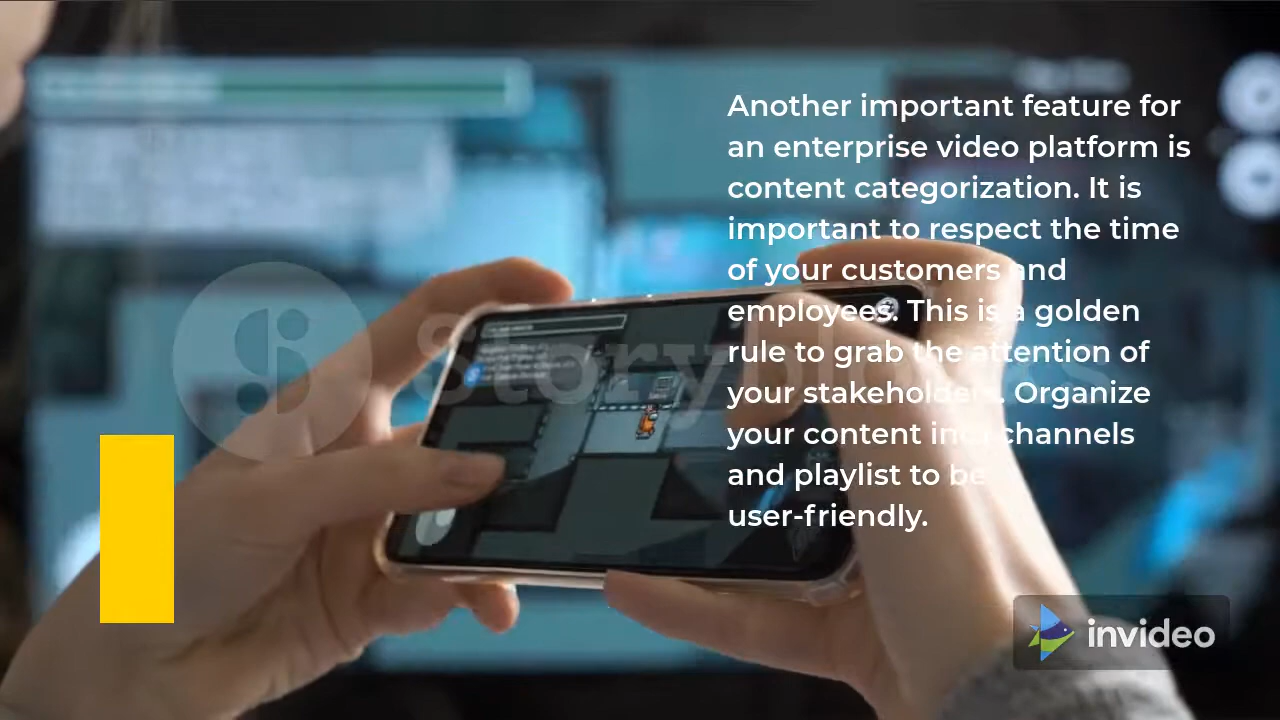 Another important feature for
an enterprise video platform is
content categorization. It is
important to respect the time
of your customers and
employees. This is a golden
rule to grab the attention of
your stakeholders. Organize
your content into channels
and playlist to be
user-friendly.
Storyblocks
invideo